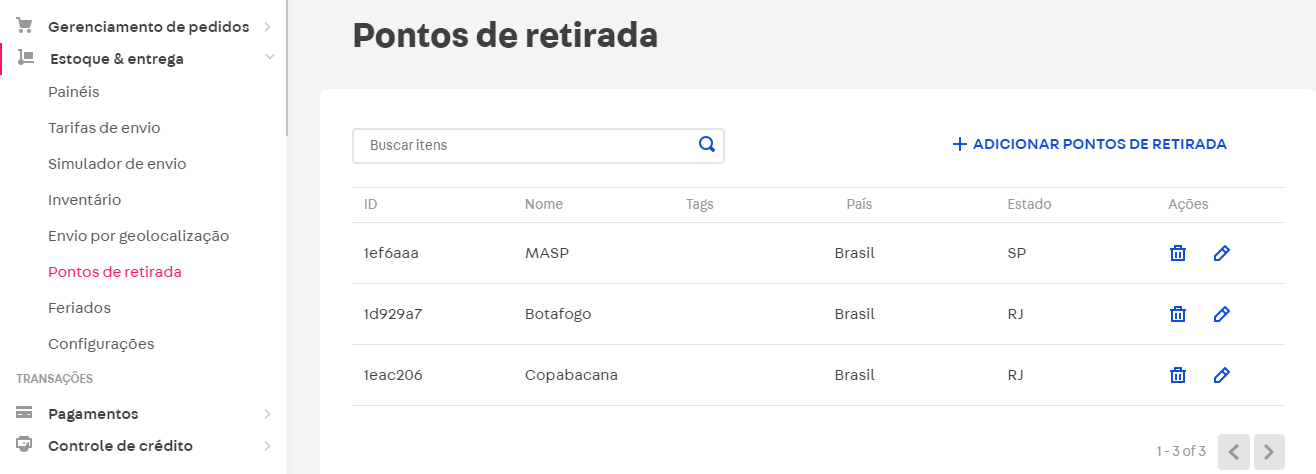 Gerenciamento de pedidos
Estoque & entrega
Painéis
Tarifas de envio
Simulador de envio
Inventário
Envio por geolocalização
Pontos de retirada
Feriados
Configurações
TRANSAÇÕES
Pagamentos
Controle de crédito
Pontos de retirada
Buscar itens
ADICIONAR PONTOS DE RETIRADA
ID Nome Tags País Estado Ações
1ef6aaa MASP Brasil SP
1d929a7 Botafogo Brasil RJ
1eac206 Copabacana Brasil RJ
1 - 3 of 3